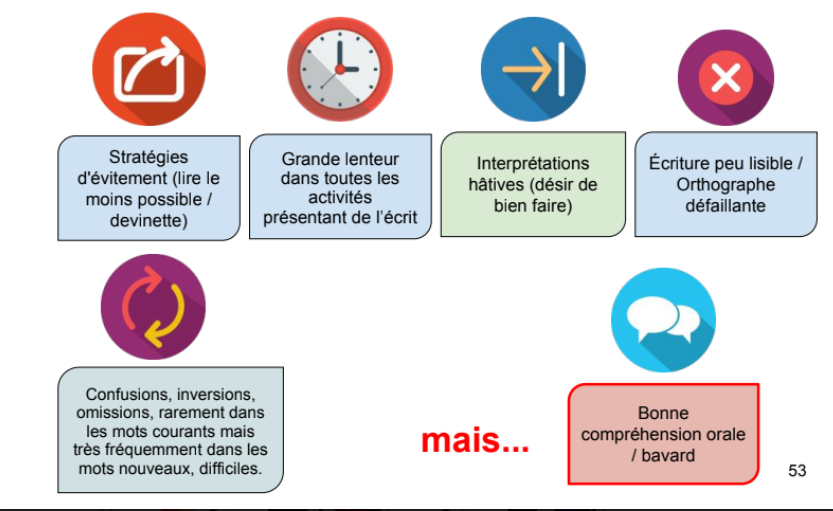 Stratégies
d'évitement (lire le
moins possible /
devinette)
Grande lenteur
dans toutes les
activités
présentant de l'écrit
Interprétations
hâtives (désir de
bien faire)
Écriture peu lisible /
Orthographe
défaillante
Confusions, inversions,
omissions, rarement dans
les mots courants mais
très fréquemment dans les
mots nouveaux, difficiles.
mais...
Bonne
compréhension orale
/ bavard
53